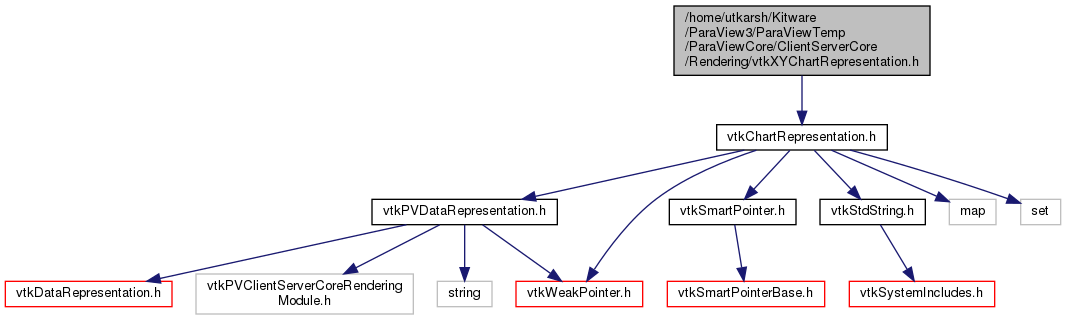 /home/utkarsh/Kitware
/ParaView3/ParaViewTemp
/ParaViewCore/ClientServerCore
/Rendering/vtkXYChartRepresentation.h
vtkChartRepresentation.h
vtkPVDataRepresentation.h
vtkSmartPointer.h
vtkStdString.h
map
set
vtkDataRepresentation.h
vtkPVClientServerCoreRendering
Module.h
string
vtkWeakPointer.h
vtkSmartPointerBase.h
vtkSystemIncludes.h